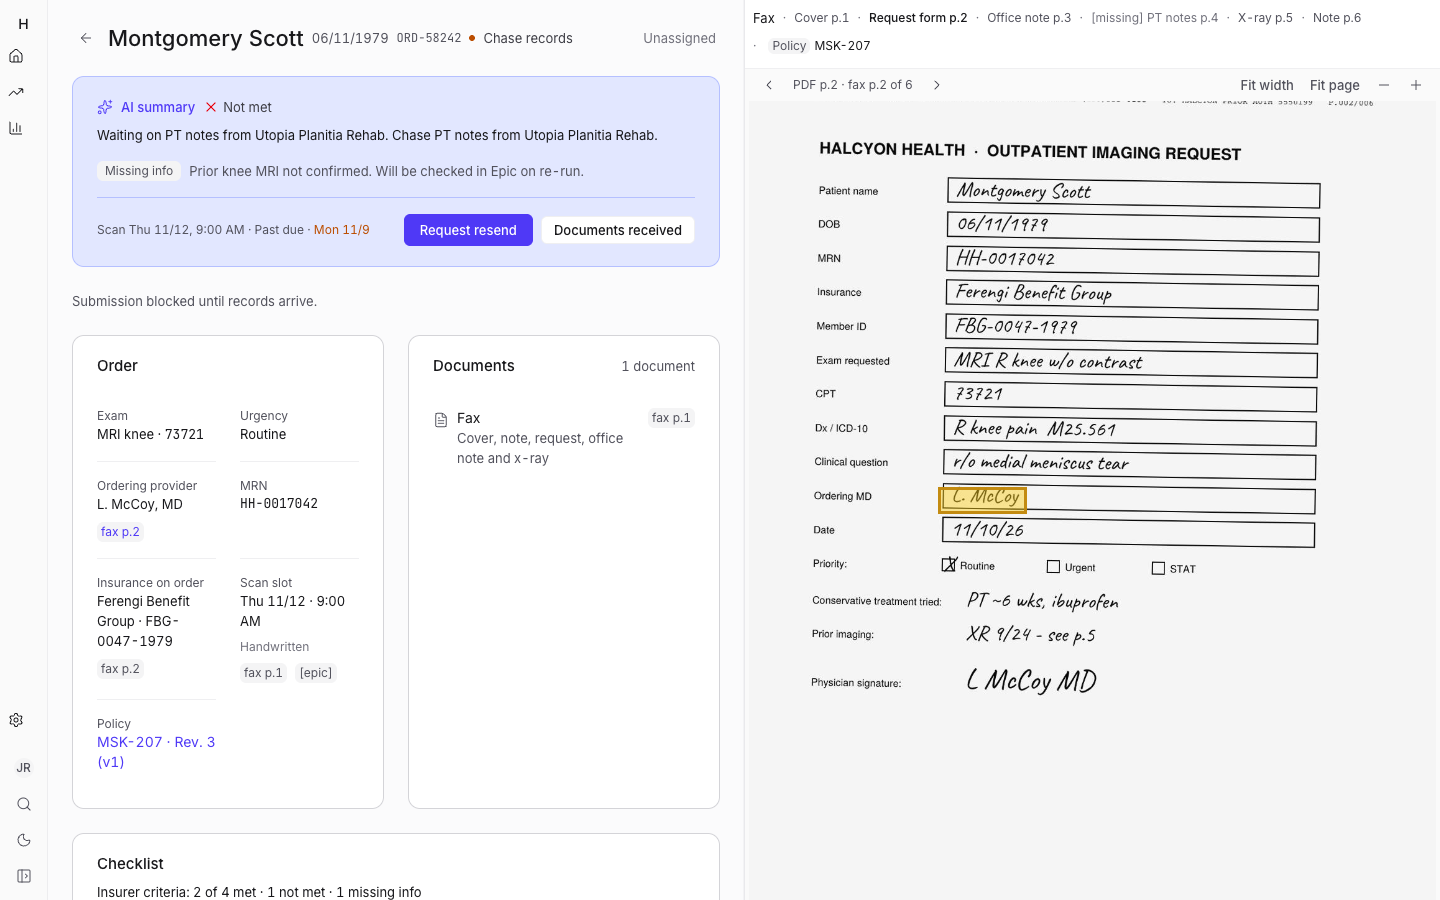 H
Montgomery Scott 06/11/1979 ORD-58242 Chase records Unassigned
AI summary Not met
Waiting on PT notes from Utopia Planitia Rehab. Chase PT notes from Utopia Planitia Rehab.
Missing info Prior knee MRI not confirmed. Will be checked in Epic on re-run.
Scan Thu 11/12, 9:00 AM · Past due · Mon 11/9 Request resend Documents received
Submission blocked until records arrive.
Order
Exam
MRI knee · 73721
Urgency
Routine
Ordering provider
L. McCoy, MD
fax p.2
MRN
HH-0017042
Insurance on order
Ferengi Benefit
Group · FBG-
0047-1979
fax p.2
Scan slot
Thu 11/12 · 9:00
AM
Handwritten
fax p.1 [epic]
Policy
MSK-207 · Rev. 3
(v1)
Documents 1 document
Fax fax p.1
Cover, note, request, office
note and x-ray
Checklist
Insurer criteria: 2 of 4 met · 1 not met · 1 missing info
JR
Fax · Cover p.1 · Request form p.2 · Office note p.3 · [missing] PT notes p.4 · X-ray p.5 · Note p.6
· Policy MSK-207
PDF p.2 · fax p.2 of 6 Fit width Fit page
P.002/006
HALCYON HEALTH · OUTPATIENT IMAGING REQUEST
Patient name Montgomery Scott
DOB 06/11/1979
MRN HH-0017042
Insurance Ferengi Benefit Group
Member ID FBG-0047-1979
Exam requested MRI R knee w/o contrast
CPT 73721
Dx / ICD-10 R knee pain M25.561
Clinical question r/o medial meniscus tear
Ordering MD L. McCoy
Date 11/10/26
Priority: Routine Urgent STAT
Conservative treatment tried: PT ~6 wks, ibuprofen
Prior imaging: XR 9/24 - see p.5
Physician signature: L McCoy MD